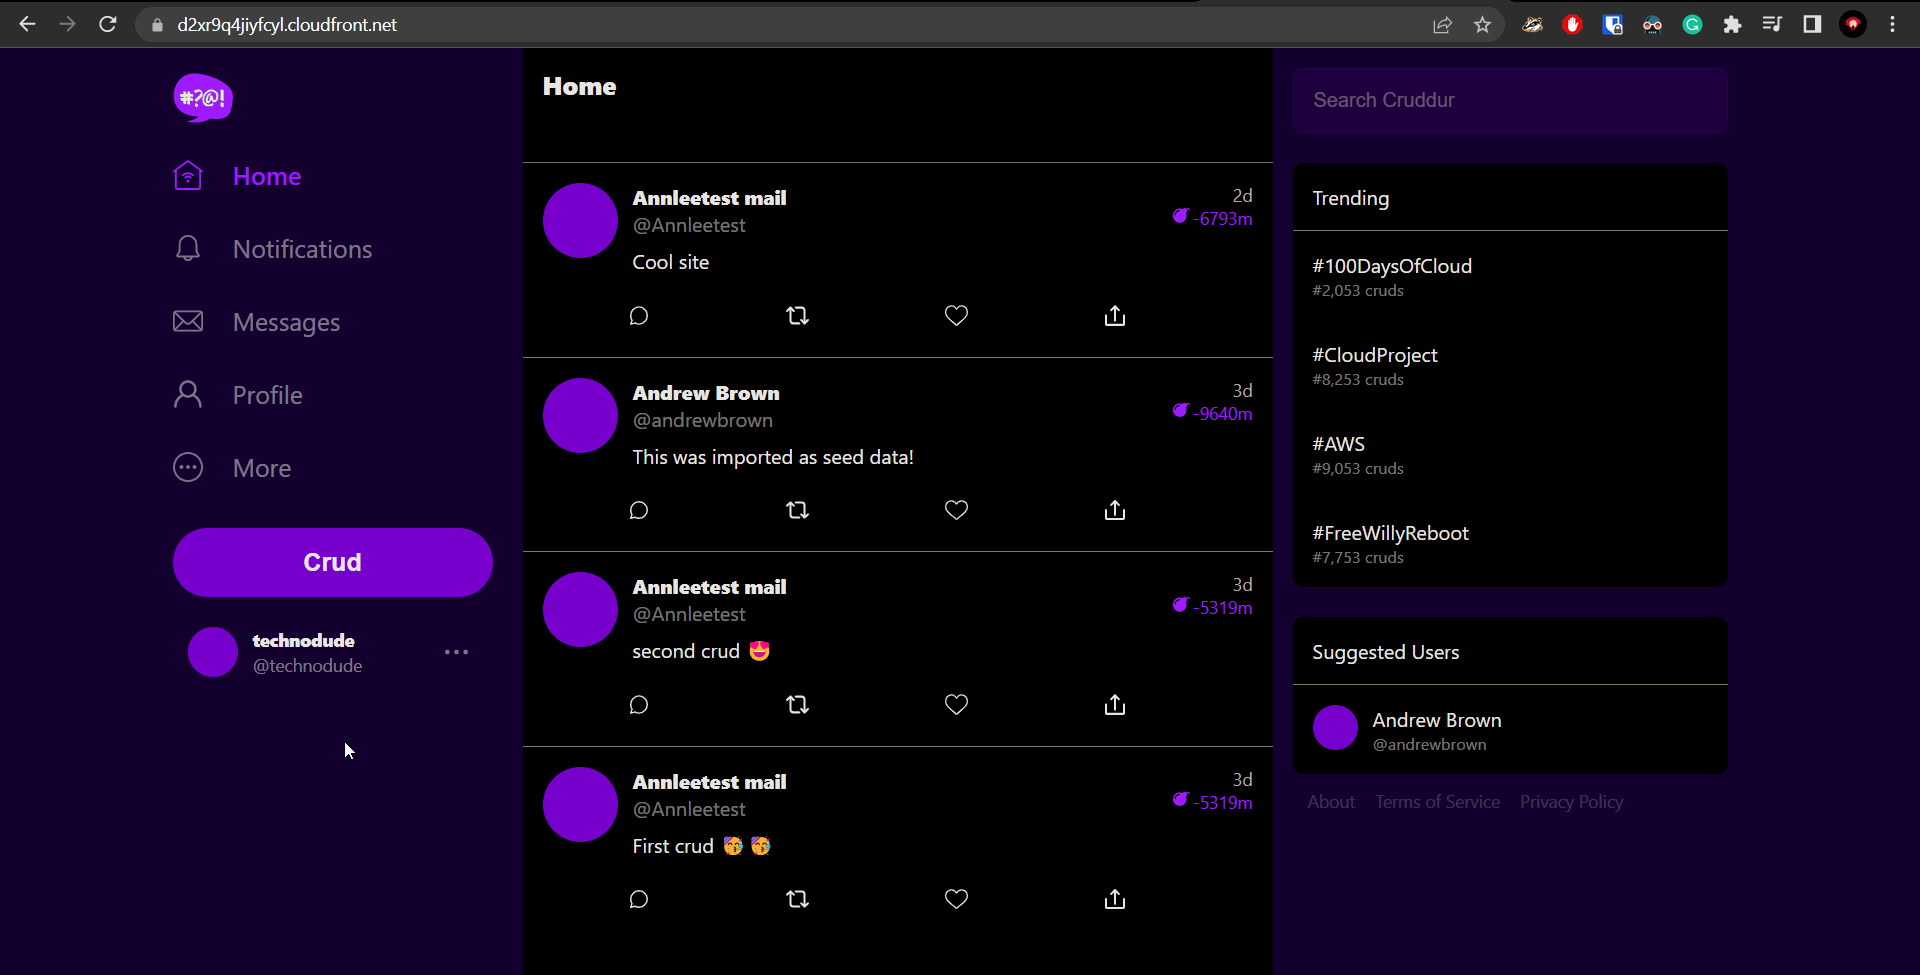 d2xr9q4jiyfcyl.cloudfront.net
#?@!
Home
Notifications
Messages
Profile
More
Crud
technodude
@technodude
Home
Annleetest mail
2d
@Annleetest
-6793m
Cool site
Andrew Brown
3d
@andrewbrown
-9640m
This was imported as seed data!
Annleetest mail
3d
@Annleetest
-5319m
second crud 😍
Annleetest mail
3d
@Annleetest
-5319m
First crud 🥳 🥳
Search Cruddur
Trending
#100DaysOfCloud
#2,053 cruds
#CloudProject
#8,253 cruds
#AWS
#9,053 cruds
#FreeWillyReboot
#7,753 cruds
Suggested Users
Andrew Brown
@andrewbrown
About Terms of Service Privacy Policy